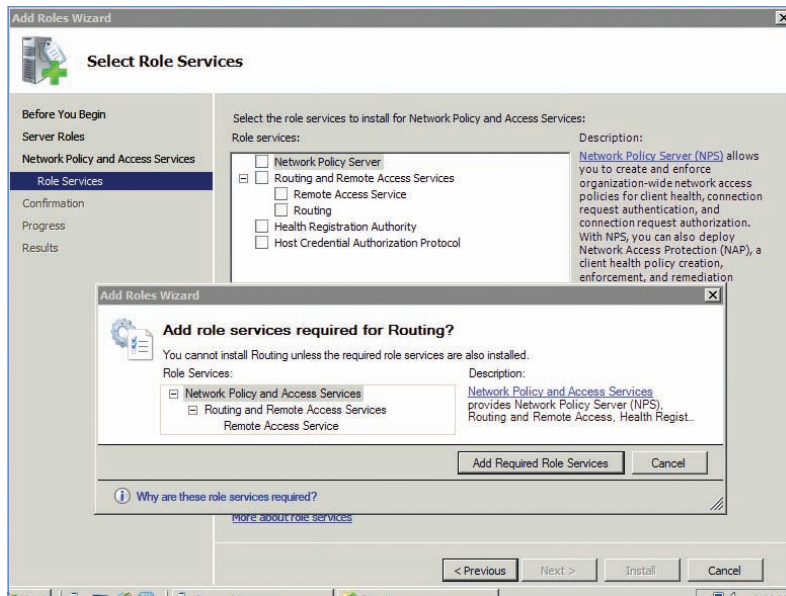 Add Roles Wizard
Select Role Services
Before You Begin
Server Roles
Network Policy and Access Services
Role Services
Confirmation
Progress
Results
Select the role services to install for Network Policy and Access Services:
Role services:
Network Policy Server
Routing and Remote Access Services
Remote Access Service
Routing
Health Registration Authority
Host Credential Authorization Protocol
Description:
Network Policy Server (NPS) allows
you to create and enforce
organization-wide network access
policies for client health, connection
request authentication, and
connection request authorization.
With NPS, you can also deploy
Network Access Protection (NAP), a
client health policy creation,
enforcement, and remediation
Add Roles Wizard
Add role services required for Routing?
You cannot install Routing unless the required role services are also installed.
Role Services:
Network Policy and Access Services
Routing and Remote Access Services
Remote Access Service
Description:
Network Policy and Access Services
provides Network Policy Server (NPS),
Routing and Remote Access, Health Regist..
Add Required Role Services
Cancel
Why are these role services required?
More about role services
< Previous
Next >
Install
Cancel